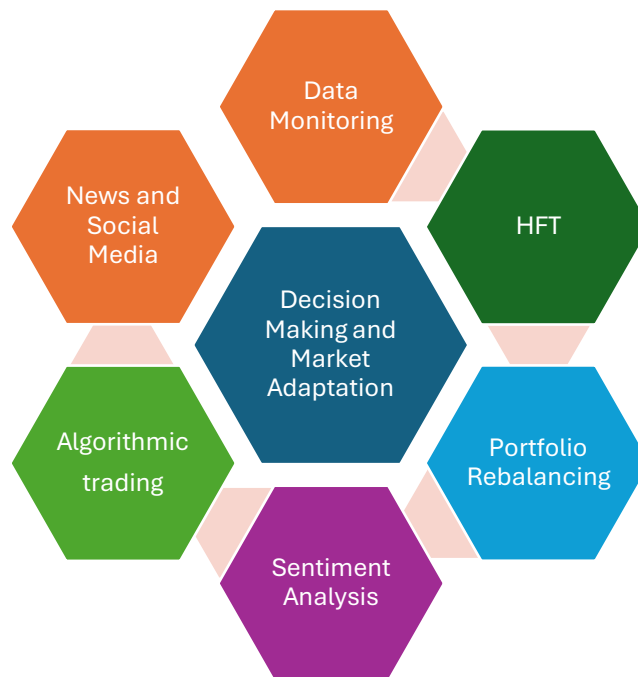 Data
Monitoring
News and
Social
Media
HFT
Decision
Making and
Market
Adaptation
Algorithmic
trading
Portfolio
Rebalancing
Sentiment
Analysis